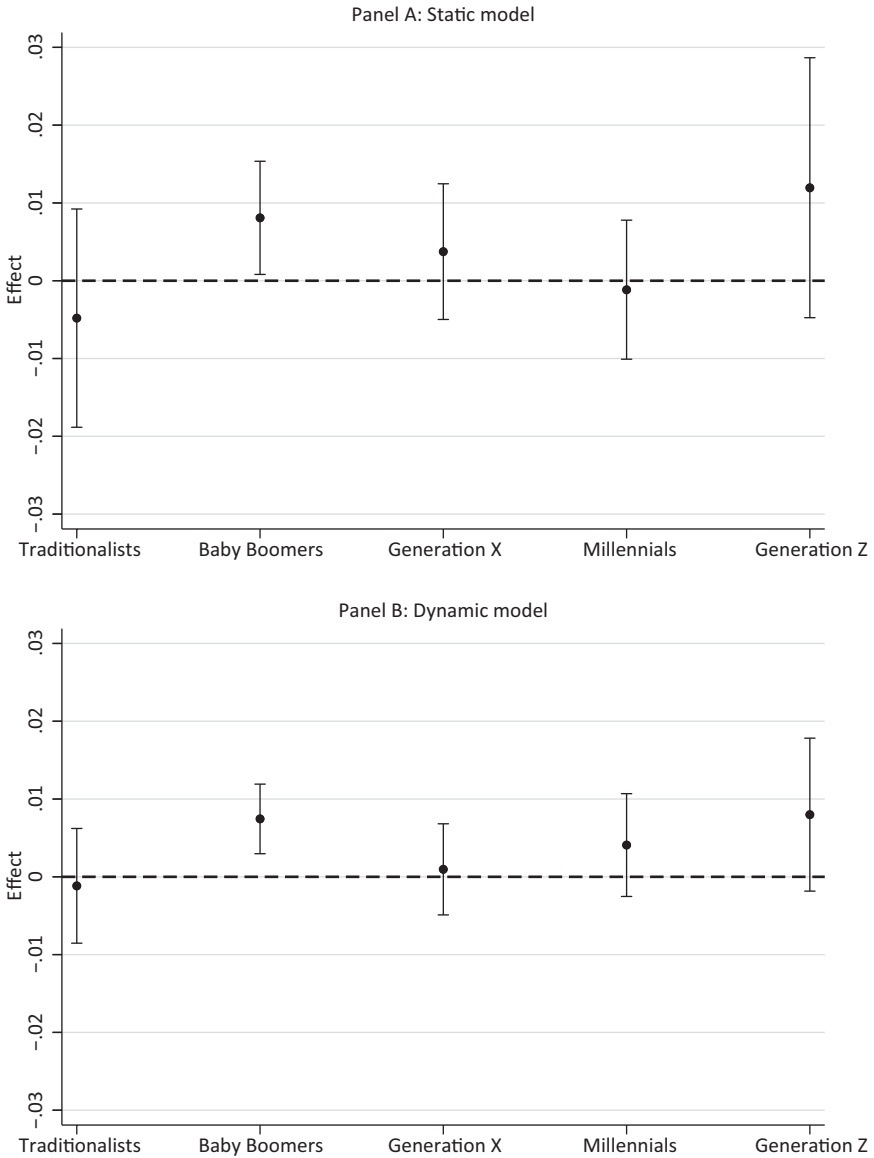 Panel A: Static model
.03
.02
.01
0
−.01
−.02
−.03
Effect
Traditionalists Baby Boomers Generation X Millennials Generation Z
Panel B: Dynamic model
.03
.02
.01
0
−.01
−.02
−.03
Effect
Traditionalists Baby Boomers Generation X Millennials Generation Z